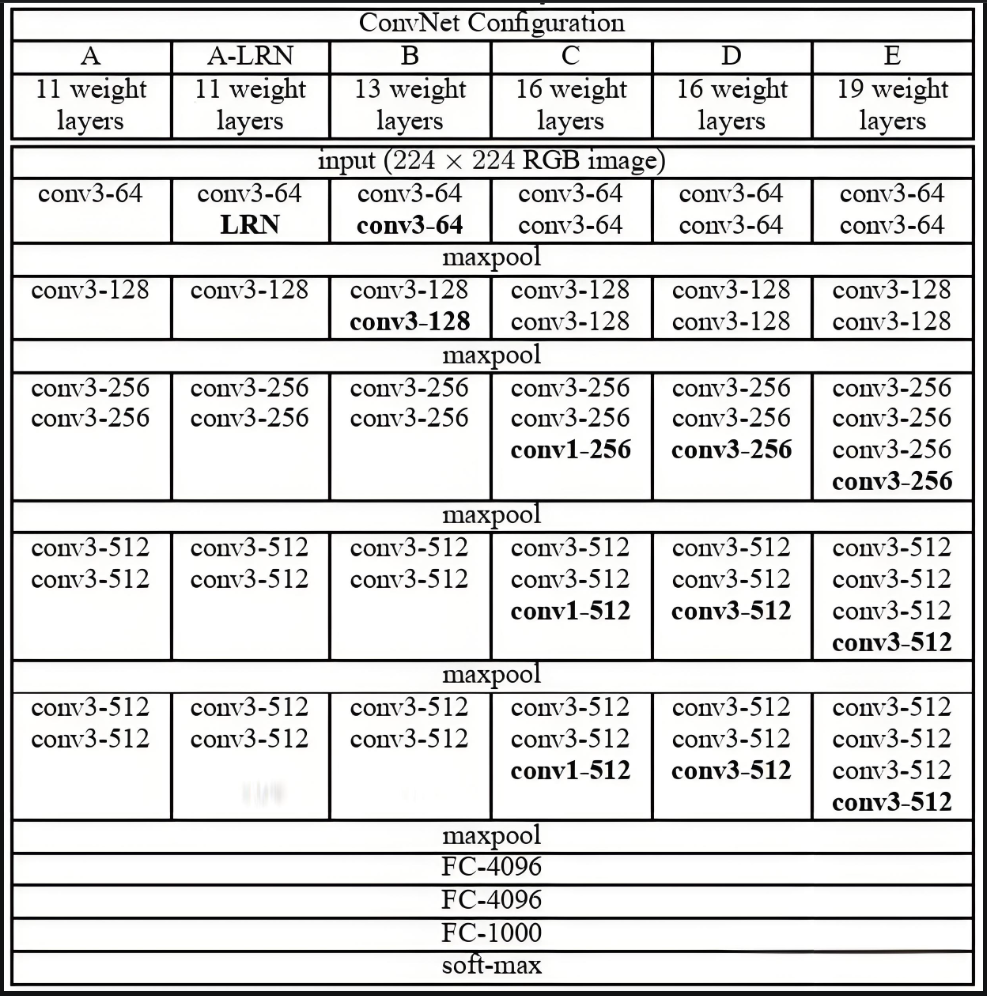 ConvNet Configuration
A A-LRN B C D E
11 weight layers 11 weight layers 13 weight layers 16 weight layers 16 weight layers 19 weight layers
input (224 × 224 RGB image)
conv3-64 conv3-64 conv3-64 conv3-64 conv3-64 conv3-64
LRN conv3-64 conv3-64 conv3-64 conv3-64
maxpool
conv3-128 conv3-128 conv3-128 conv3-128 conv3-128 conv3-128
conv3-128 conv3-128 conv3-128 conv3-128
maxpool
conv3-256 conv3-256 conv3-256 conv3-256 conv3-256 conv3-256
conv3-256 conv3-256 conv3-256 conv3-256 conv3-256 conv3-256
conv1-256 conv3-256 conv3-256
conv3-256
maxpool
conv3-512 conv3-512 conv3-512 conv3-512 conv3-512 conv3-512
conv3-512 conv3-512 conv3-512 conv3-512 conv3-512 conv3-512
conv1-512 conv3-512 conv3-512
conv3-512
maxpool
conv3-512 conv3-512 conv3-512 conv3-512 conv3-512 conv3-512
conv3-512 conv3-512 conv3-512 conv3-512 conv3-512 conv3-512
conv1-512 conv3-512 conv3-512
conv3-512
maxpool
FC-4096
FC-4096
FC-1000
soft-max